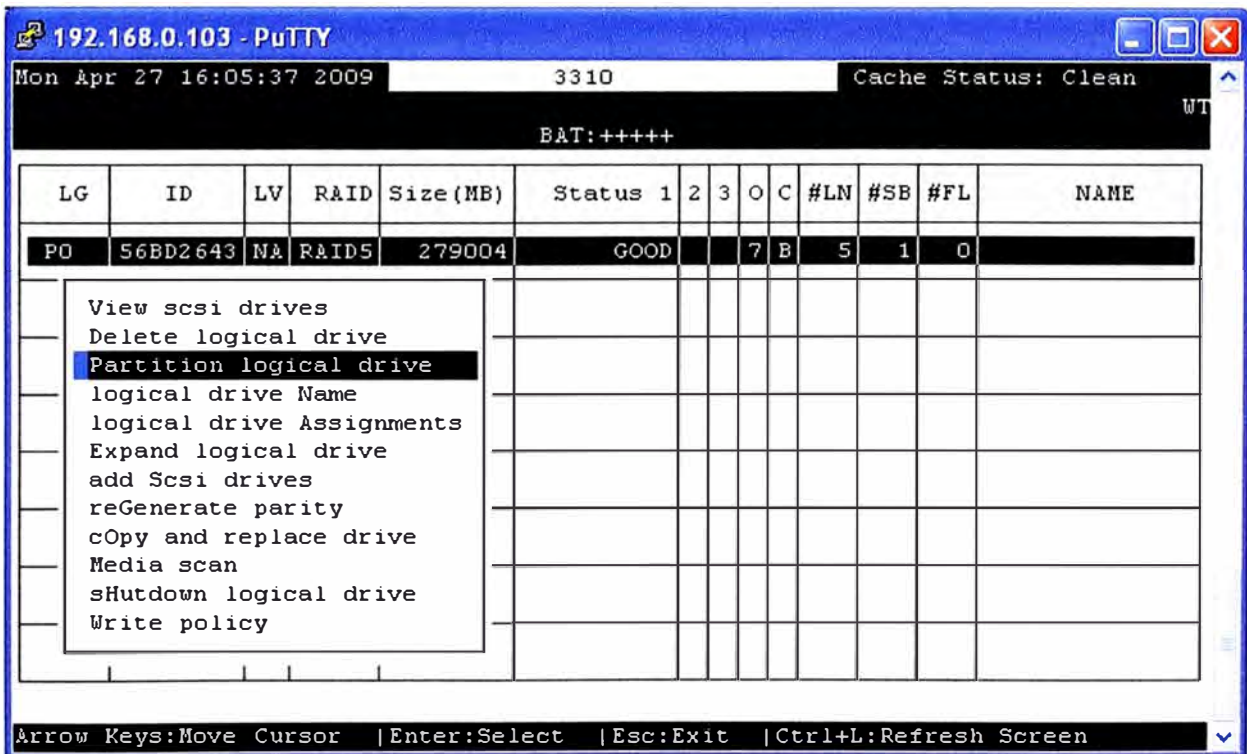 192.168.0.103 - PuTTY
Mon Apr 27 16:05:37 2009 3310 Cache Status: Clean
WT
BAT:+++++
LG ID LV RAID Size(MB) Status 1 2 3 O C #LN #SB #FL NAME
P0 56BD2643 NA RAID5 279004 GOOD 7 B 5 1 0
View scsi drives
Delete logical drive
Partition logical drive
logical drive Name
logical drive Assignments
Expand logical drive
add Scsi drives
reGenerate parity
cOpy and replace drive
Media scan
sHutdown logical drive
Write policy
Arrow Keys:Move Cursor |Enter:Select |Esc:Exit |Ctrl+L:Refresh Screen